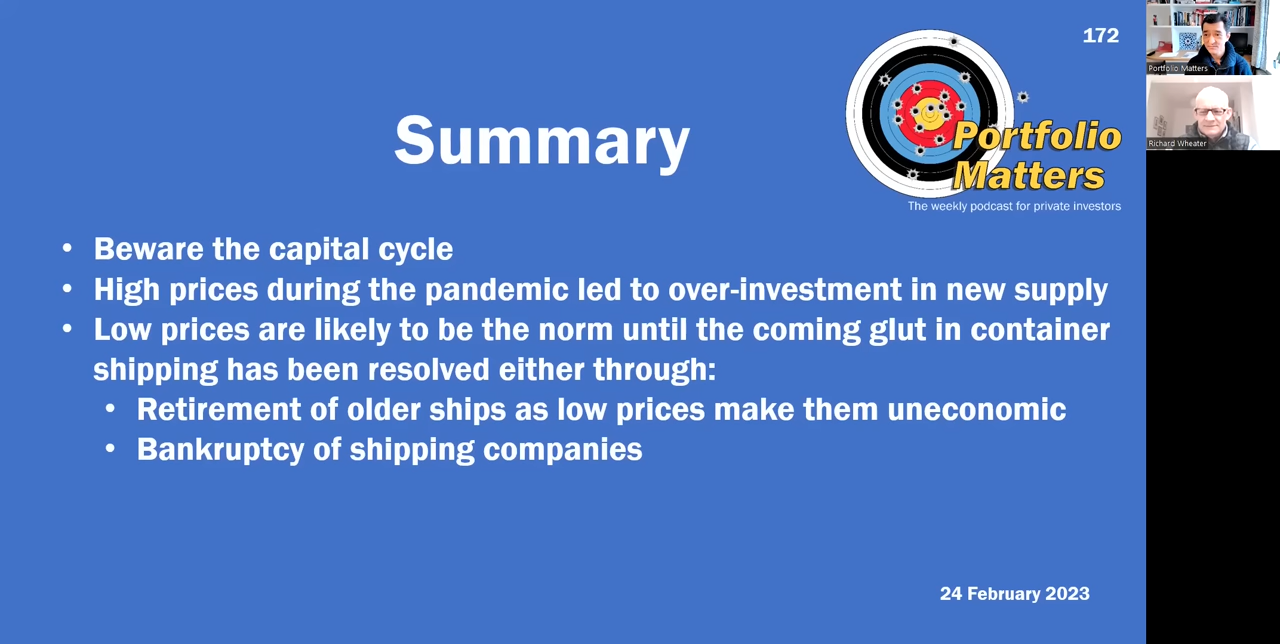 172
Portfolio
Matters
The weekly podcast for private investors
Summary
• Beware the capital cycle
• High prices during the pandemic led to over-investment in new supply
• Low prices are likely to be the norm until the coming glut in container
shipping has been resolved either through:
• Retirement of older ships as low prices make them uneconomic
• Bankruptcy of shipping companies
24 February 2023
Portfolio Matters
Richard Wheater